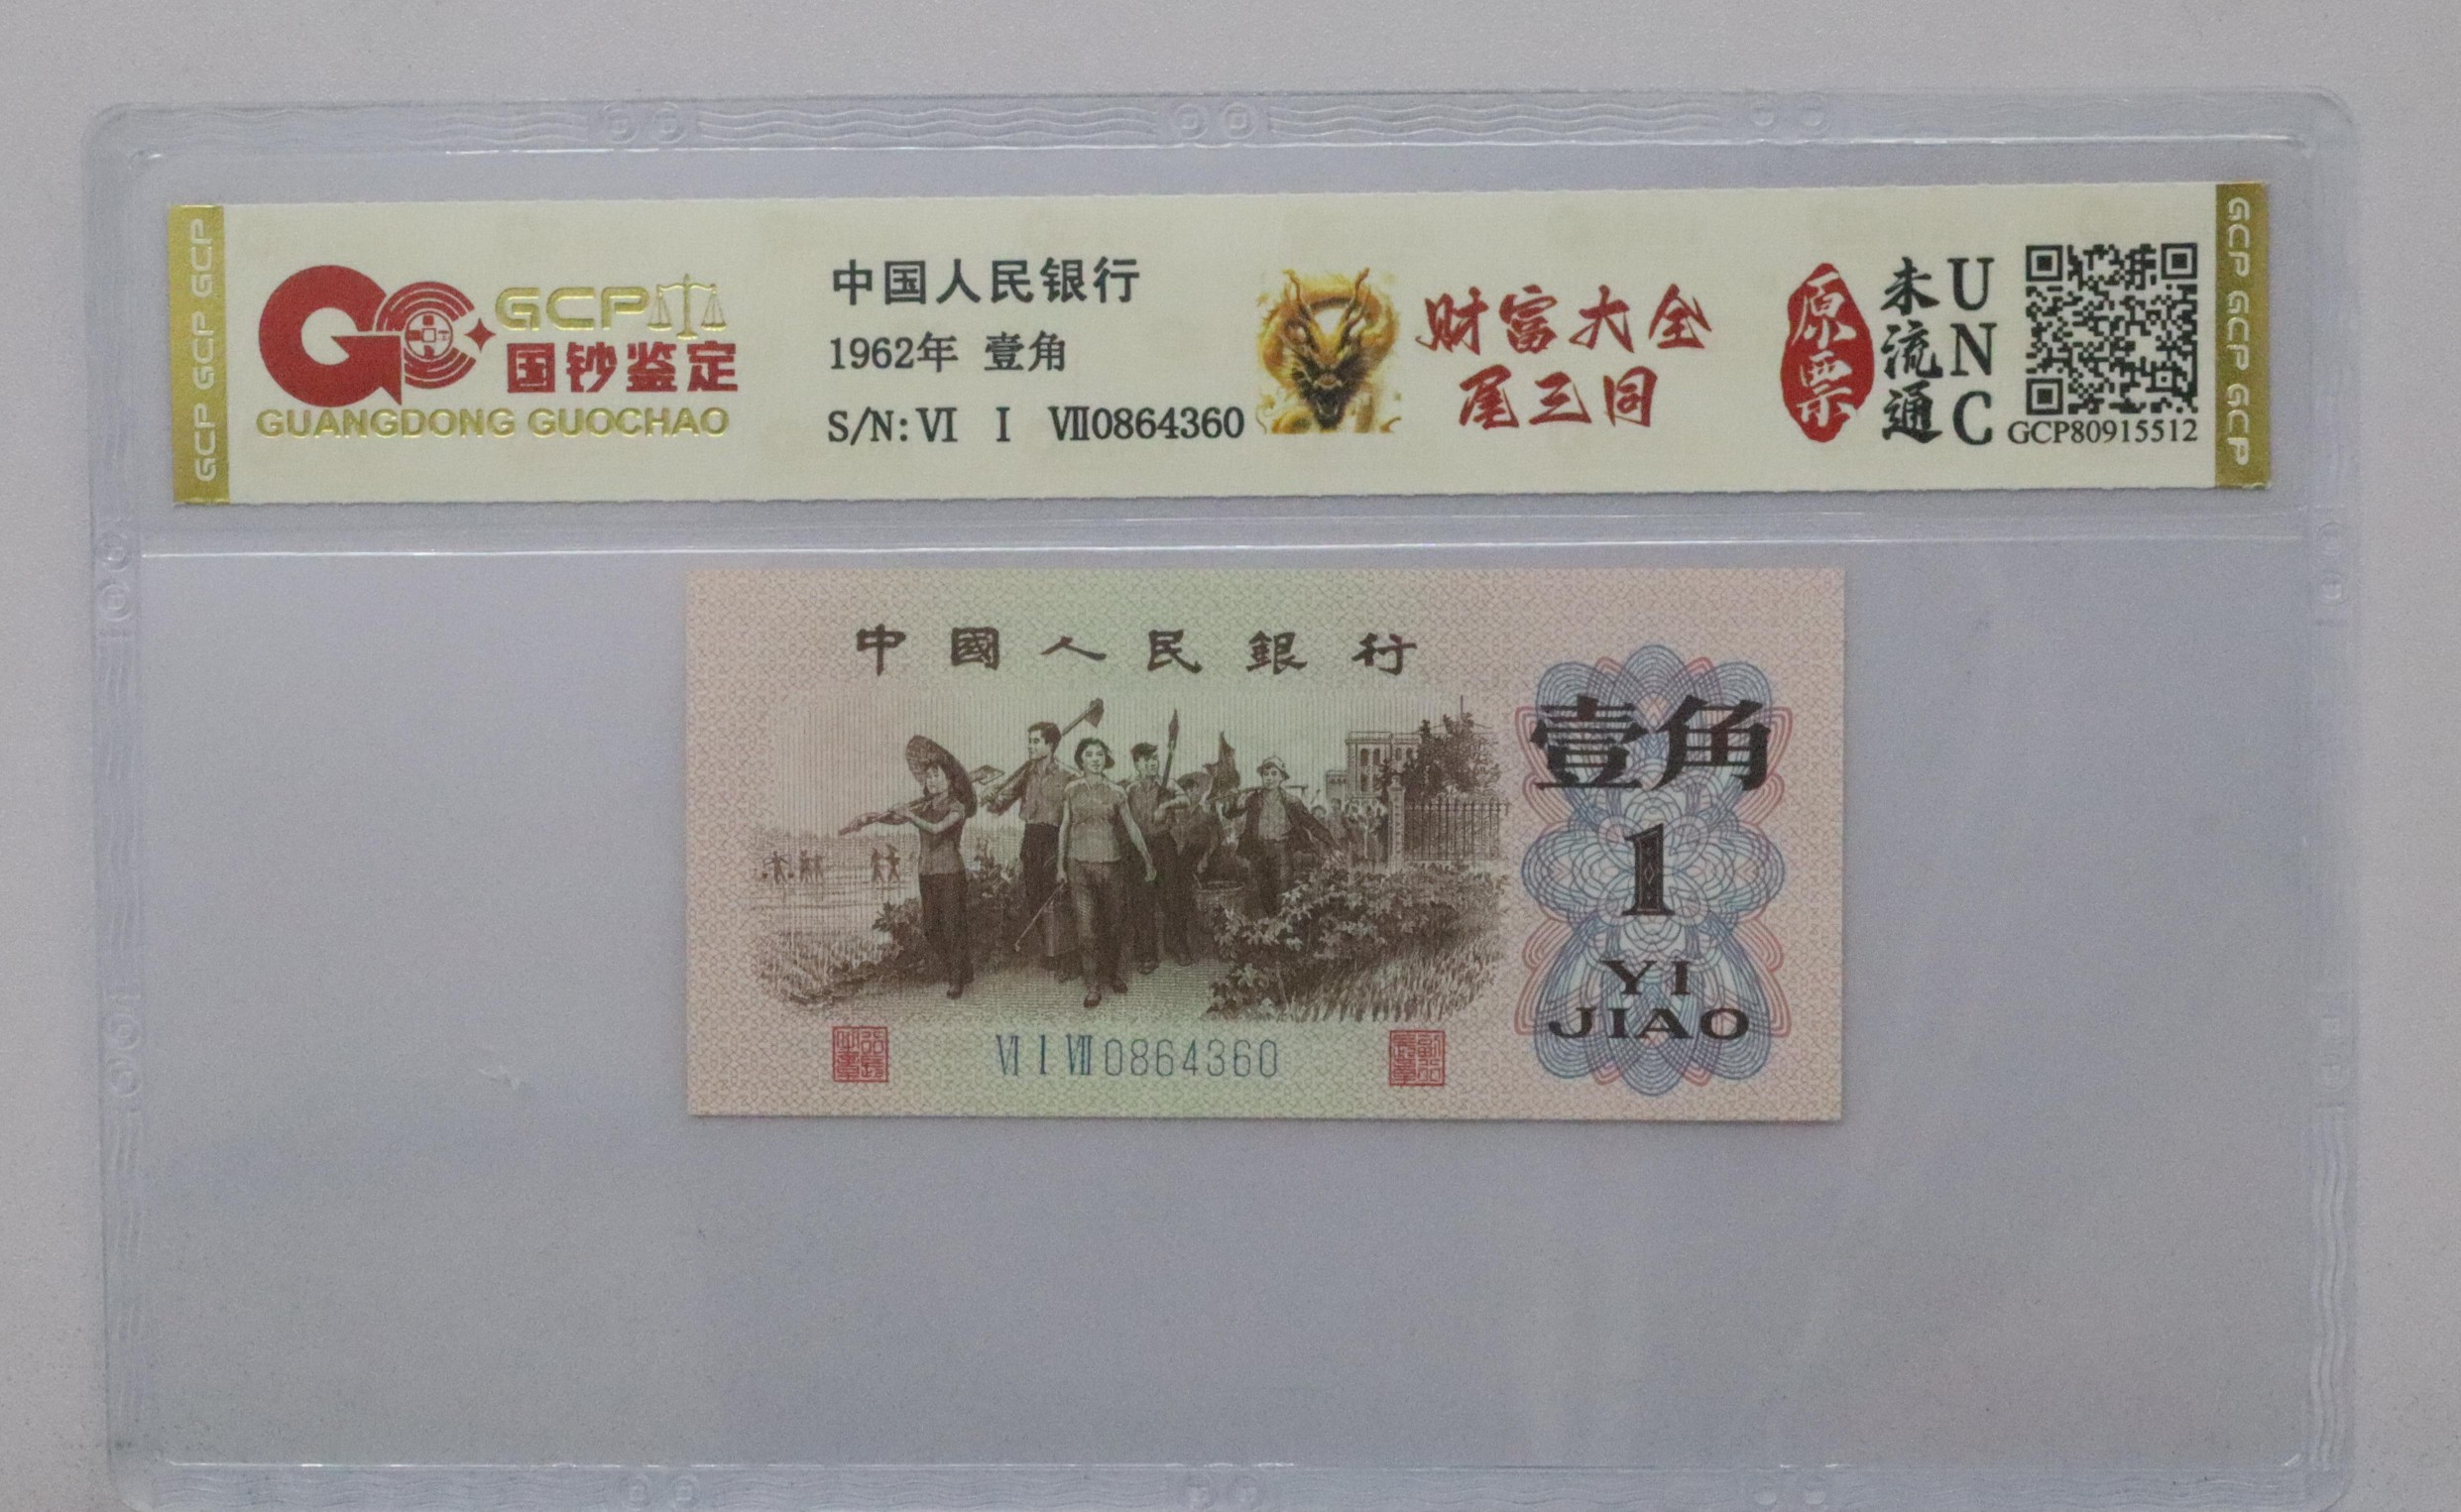 GCP GCP GCP
GCP
国钞鉴定
GUANGDONG GUOCHAO
中国人民银行
1962年 壹角
S/N: Ⅵ Ⅰ Ⅶ0864360
财富大全
尾三同
原票
未流通
UNC
GCP80915512
GCP GCP GCP
中國人民銀行
壹角
1
YI
JIAO
Ⅵ Ⅰ Ⅶ 0864360